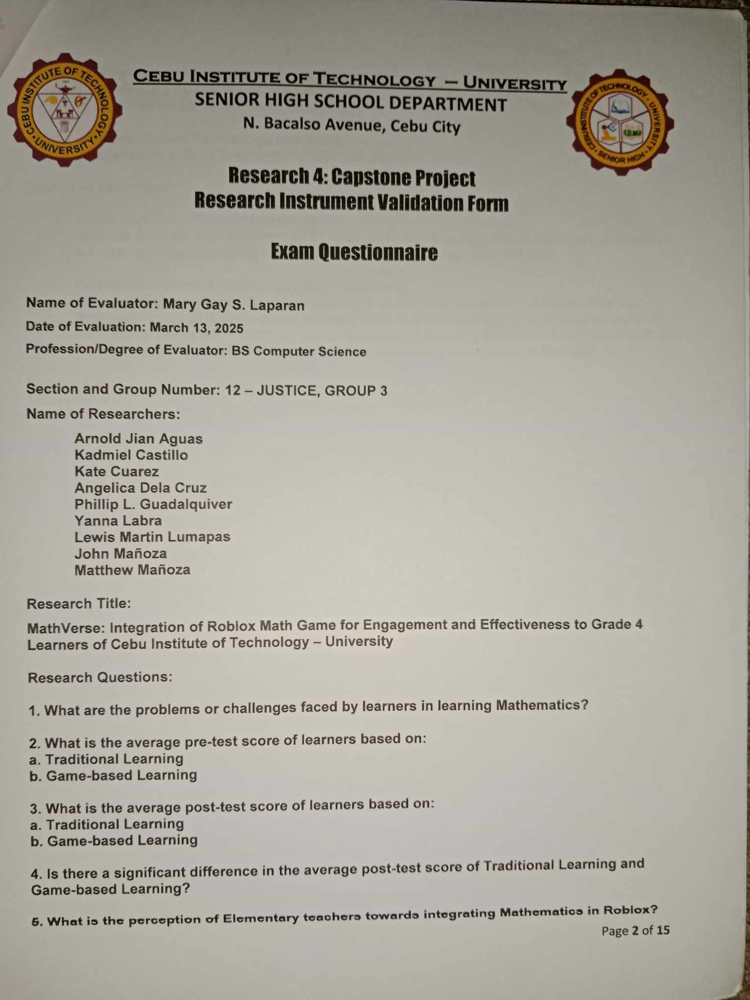 CEBU INSTITUTE OF TECHNOLOGY – UNIVERSITY
SENIOR HIGH SCHOOL DEPARTMENT
N. Bacalso Avenue, Cebu City
CEBU INSTITUTE OF TECHNOLOGY • UNIVERSITY •
CEBU INSTITUTE OF TECHNOLOGY - UNIVERSITY • SENIOR HIGH •
Research 4: Capstone Project
Research Instrument Validation Form
Exam Questionnaire
Name of Evaluator: Mary Gay S. Laparan
Date of Evaluation: March 13, 2025
Profession/Degree of Evaluator: BS Computer Science
Section and Group Number: 12 – JUSTICE, GROUP 3
Name of Researchers:
Arnold Jian Aguas
Kadmiel Castillo
Kate Cuarez
Angelica Dela Cruz
Phillip L. Guadalquiver
Yanna Labra
Lewis Martin Lumapas
John Mañoza
Matthew Mañoza
Research Title:
MathVerse: Integration of Roblox Math Game for Engagement and Effectiveness to Grade 4
Learners of Cebu Institute of Technology – University
Research Questions:
1. What are the problems or challenges faced by learners in learning Mathematics?
2. What is the average pre-test score of learners based on:
a. Traditional Learning
b. Game-based Learning
3. What is the average post-test score of learners based on:
a. Traditional Learning
b. Game-based Learning
4. Is there a significant difference in the average post-test score of Traditional Learning and
Game-based Learning?
5. What is the perception of Elementary teachers towards integrating Mathematics in Roblox?
Page 2 of 15